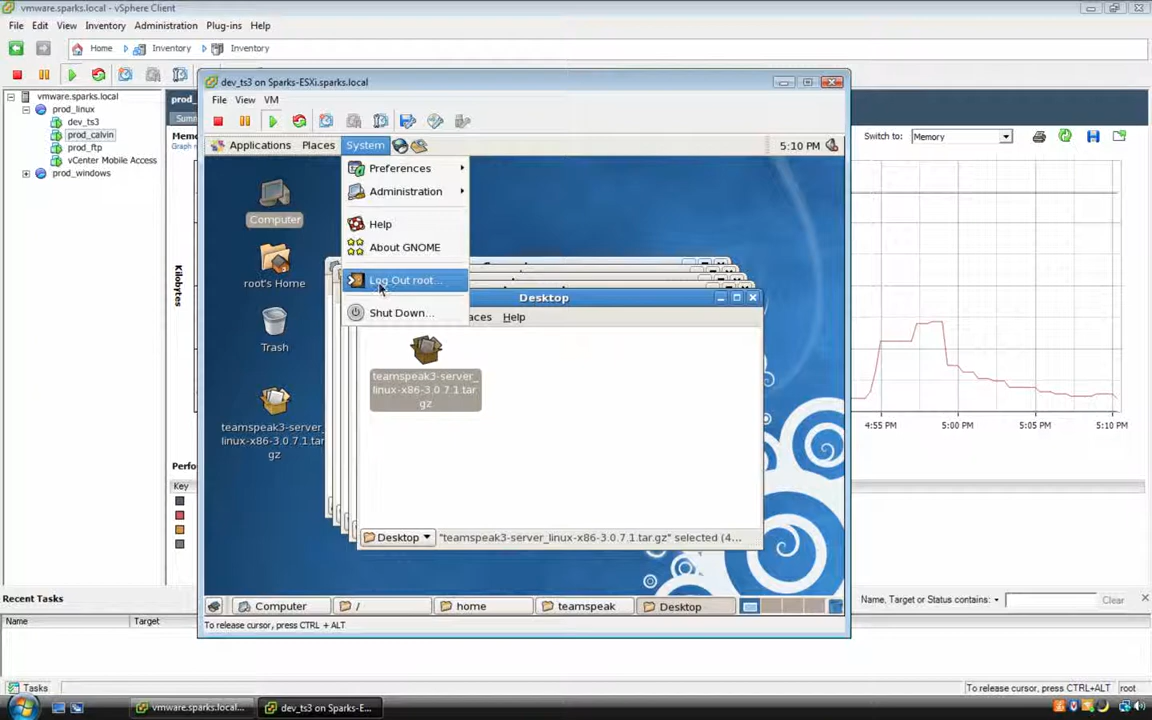 vmware.sparks.local - vSphere Client
File Edit View Inventory Administration Plug-ins Help
Home Inventory Inventory
vmware.sparks.local
prod_linux
dev_ts3
prod_calvin
prod_ftp
vCenter Mobile Access
prod_windows
Switch to: Memory
Kilobytes
4:55 PM 5:00 PM 5:05 PM 5:10 PM
Key
dev_ts3 on Sparks-ESXi.sparks.local
File View VM
Applications Places System
5:10 PM
Preferences
Administration
Help
About GNOME
Log Out root...
Shut Down...
Computer
root's Home
Trash
teamspeak3-server_
linux-x86-3.0.7.1.tar.
gz
Desktop
aces Help
teamspeak3-server_
linux-x86-3.0.7.1.tar.
gz
Desktop "teamspeak3-server_linux-x86-3.0.7.1.tar.gz" selected (4...
Computer / home teamspeak Desktop
To release cursor, press CTRL + ALT
Recent Tasks
Name, Target or Status contains: Clear
Name Target
Tasks
To release cursor, press CTRL+ALT root
vmware.sparks.local... dev_ts3 on Sparks-E...